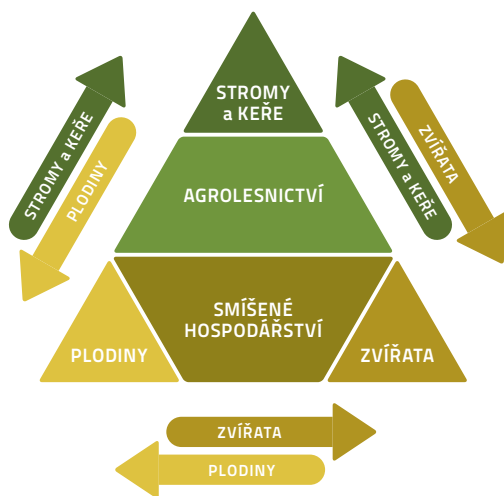 STROMY
a KEŘE
STROMY a KEŘE
PLODINY
STROMY a KEŘE
ZVÍŘATA
AGROLESNICTVÍ
SMÍŠENÉ
HOSPODÁŘSTVÍ
PLODINY
ZVÍŘATA
ZVÍŘATA
PLODINY